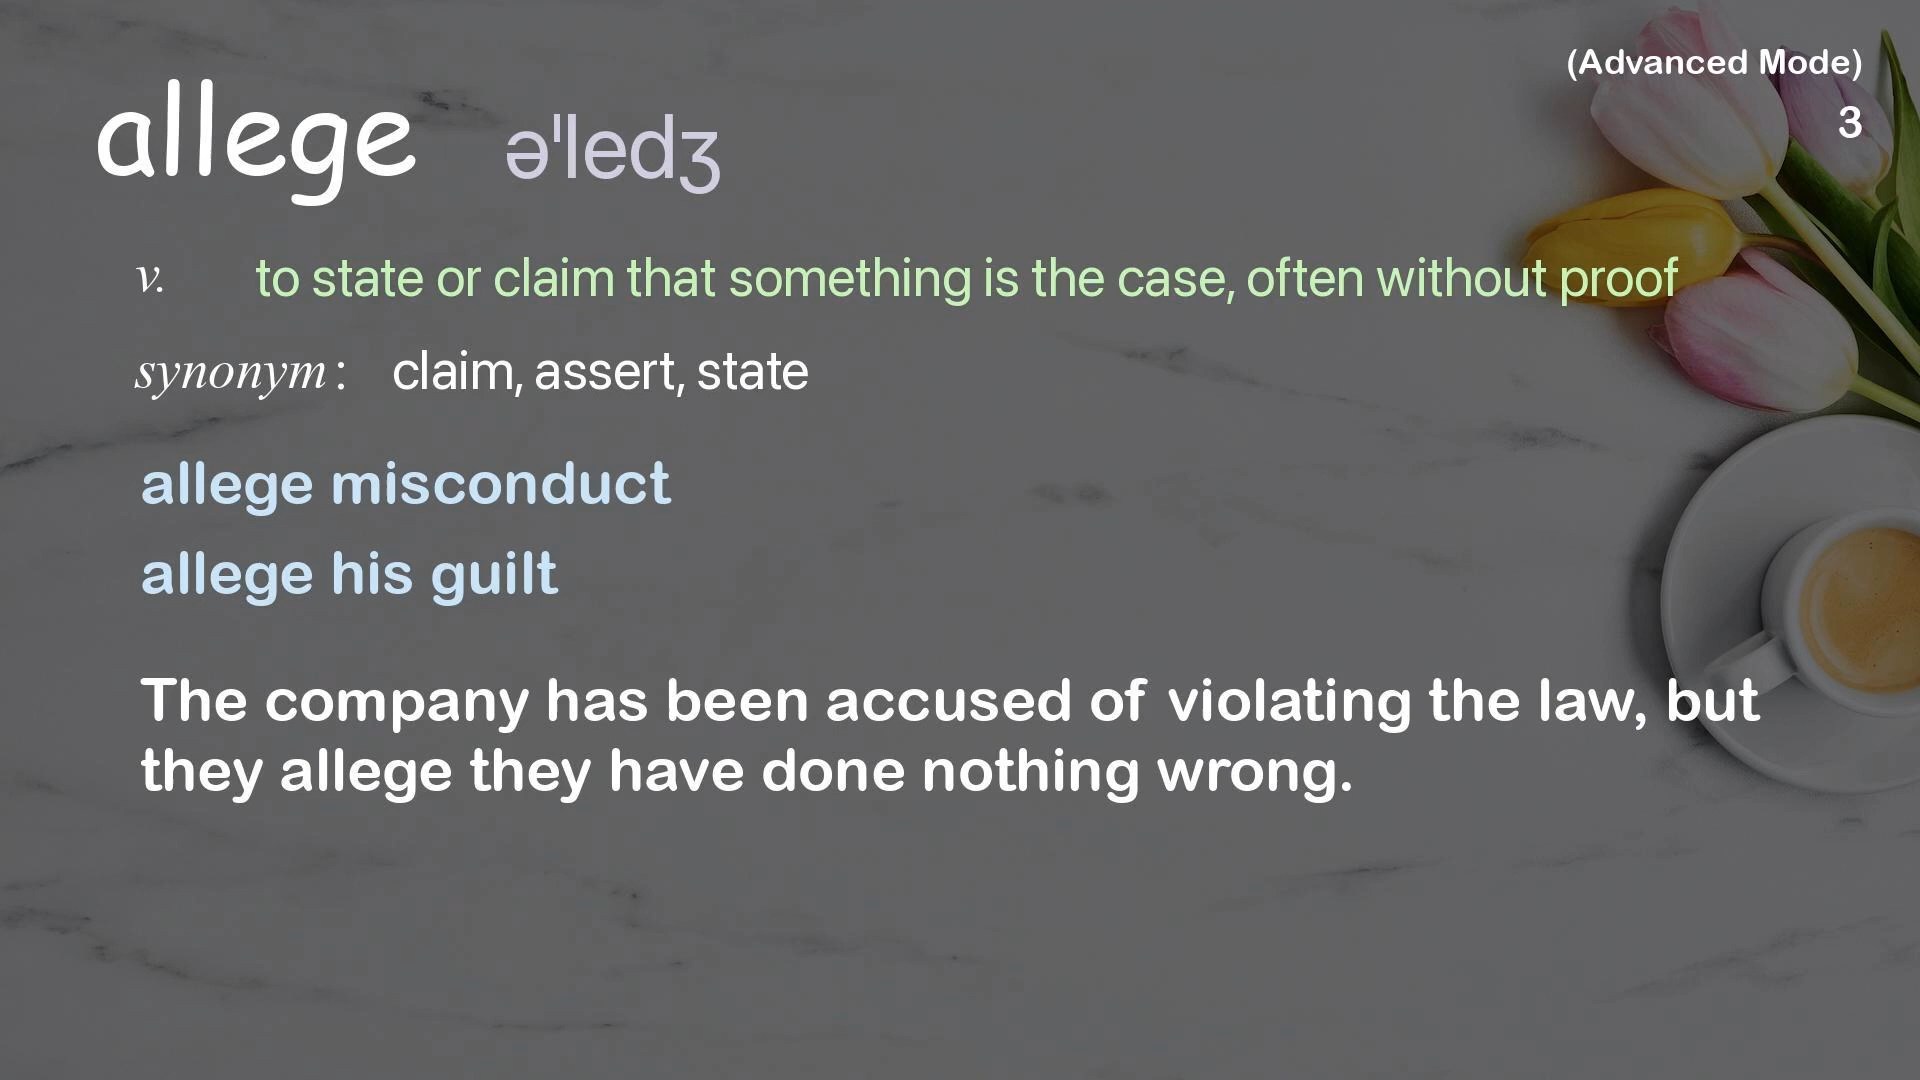 (Advanced Mode)
3
allege əˈledʒ
v. to state or claim that something is the case, often without proof
synonym: claim, assert, state
allege misconduct
allege his guilt
The company has been accused of violating the law, but
they allege they have done nothing wrong.